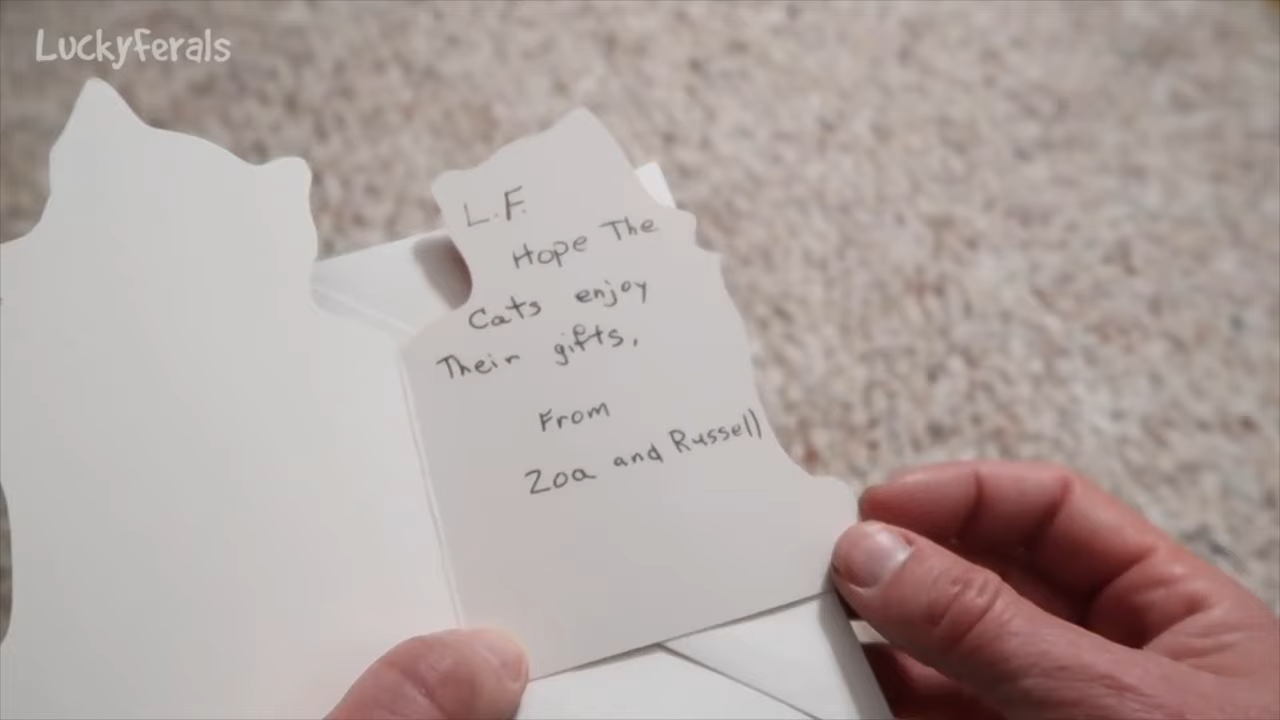 LuckyFerals
L.F.
Hope The
Cats enjoy
Their gifts,
From
Zoa and Russell